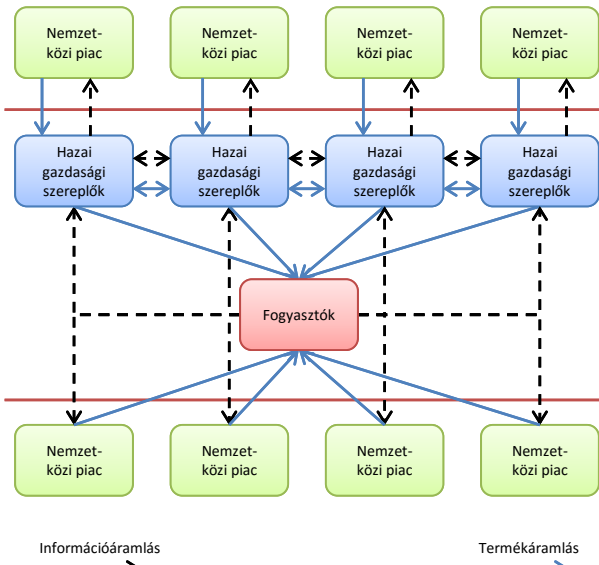 Nemzet-
közi piac
Nemzet-
közi piac
Nemzet-
közi piac
Nemzet-
közi piac
Hazai
gazdasági
szereplők
Hazai
gazdasági
szereplők
Hazai
gazdasági
szereplők
Hazai
gazdasági
szereplők
Fogyasztók
Nemzet-
közi piac
Nemzet-
közi piac
Nemzet-
közi piac
Nemzet-
közi piac
Információáramlás
Termékáramlás